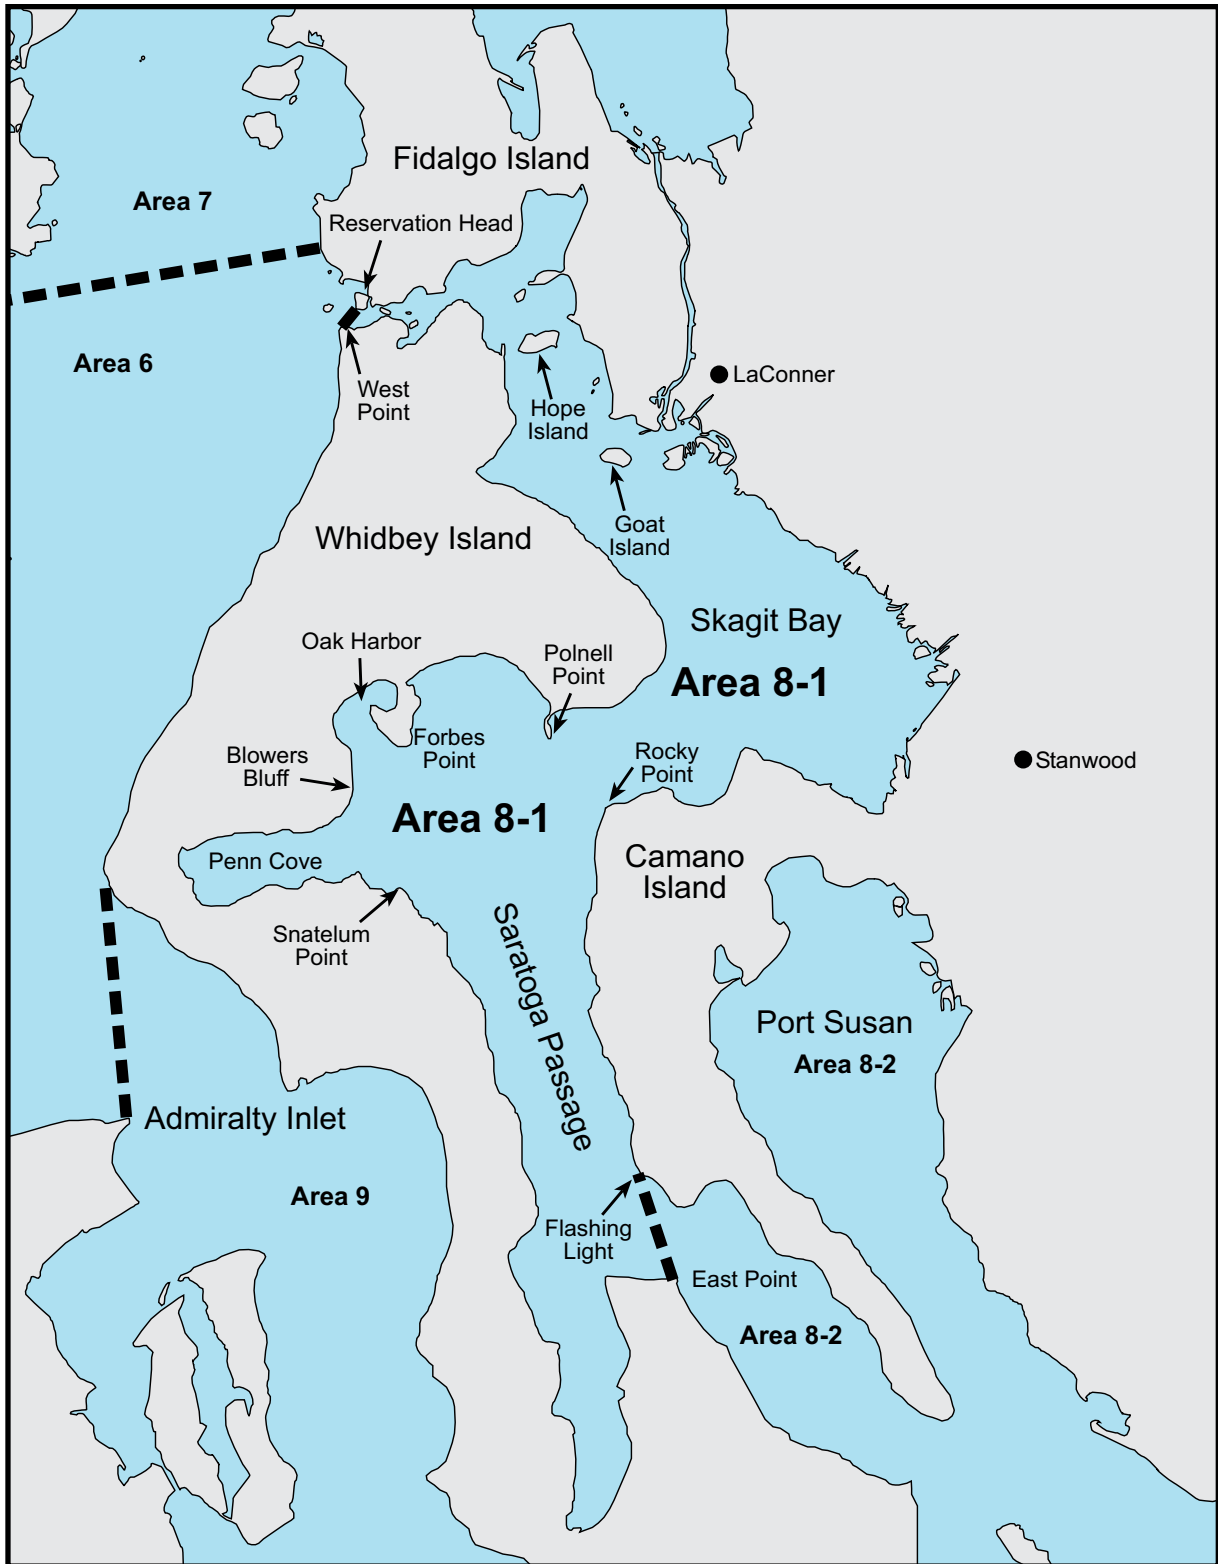 Fidalgo Island
Area 7
Reservation Head
Area 6
LaConner
West
Point
Hope
Island
Goat
Island
Whidbey Island
Skagit Bay
Area 8-1
Oak Harbor
Polnell
Point
Forbes
Point
Blowers
Bluff
Rocky
Point
Stanwood
Area 8-1
Penn Cove
Camano
Island
Snatelum
Point
Saratoga Passage
Port Susan
Area 8-2
Admiralty Inlet
Area 9
Flashing
Light
East Point
Area 8-2